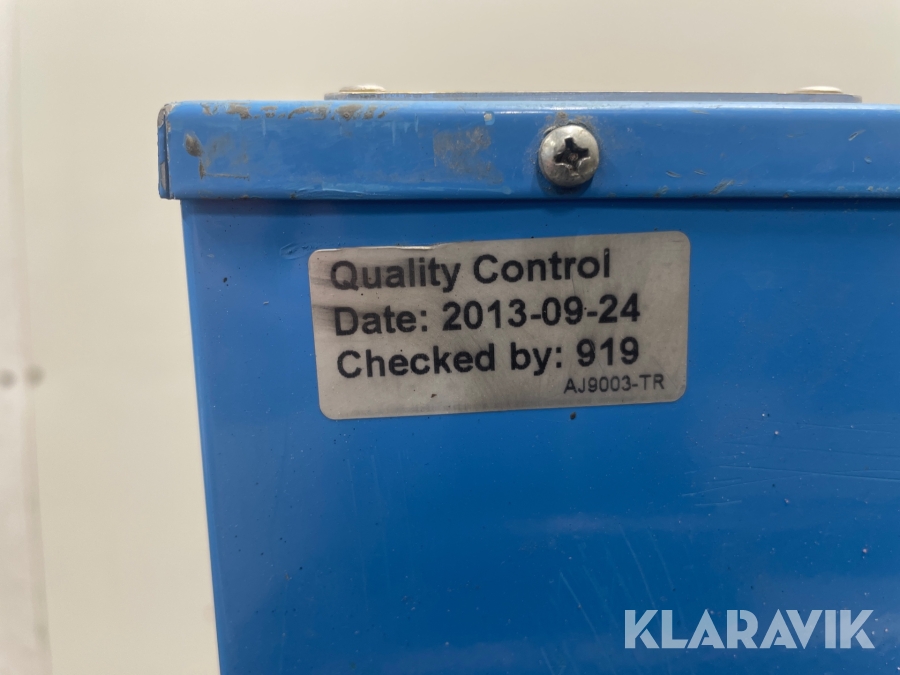 Quality Control
Date: 2013-09-24
Checked by: 919
AJ9003-TR
KLARAVIK